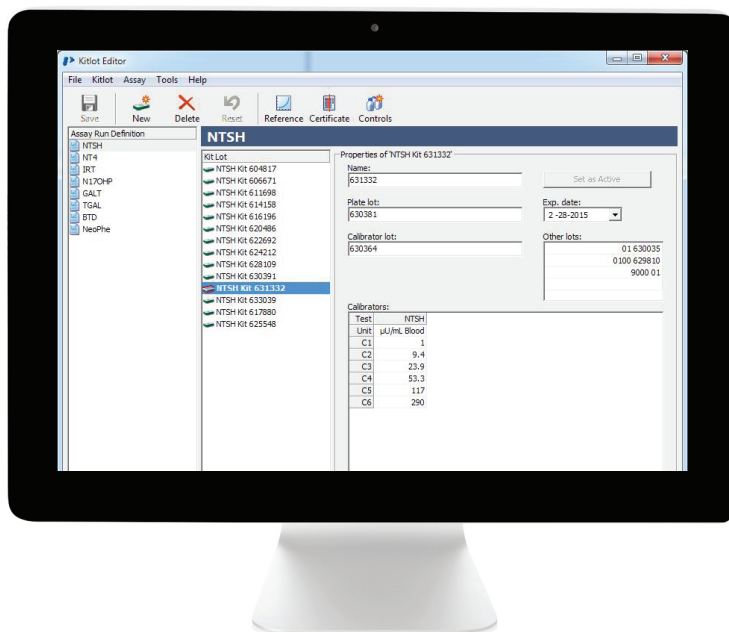 Kitlot Editor
File Kitlot Assay Tools Help
Save New Delete Reset Reference Certificate Controls
Assay Run Definition
NTSH
NT4
IRT
N17OHP
GALT
TGAL
BTD
NeoPhe
NTSH
Kit Lot
NTSH Kit 604817
NTSH Kit 606671
NTSH Kit 611698
NTSH Kit 614158
NTSH Kit 616196
NTSH Kit 620486
NTSH Kit 622692
NTSH Kit 624212
NTSH Kit 628109
NTSH Kit 630391
NTSH Kit 631332
NTSH Kit 633039
NTSH Kit 617880
NTSH Kit 625548
Properties of 'NTSH Kit 631332'
Name:
631332
Set as Active
Plate lot:
630381
Exp. date:
2 -28-2015
Calibrator lot:
630364
Other lots:
01 630035
0100 629810
9000 01
Calibrators:
Test NTSH
Unit µU/mL Blood
C1 1
C2 9.4
C3 23.9
C4 53.3
C5 117
C6 290